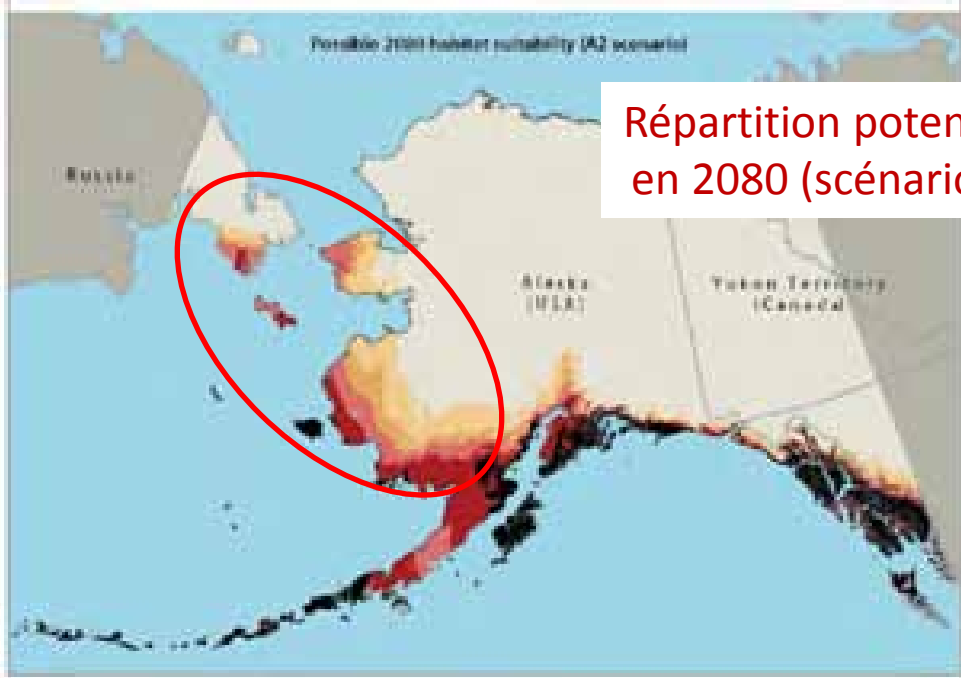 Possible 2080 habitat suitability (A2 scenario)
Répartition poten
en 2080 (scénario
Russia
Alaska
(USA)
Yukon Territory
(Canada)